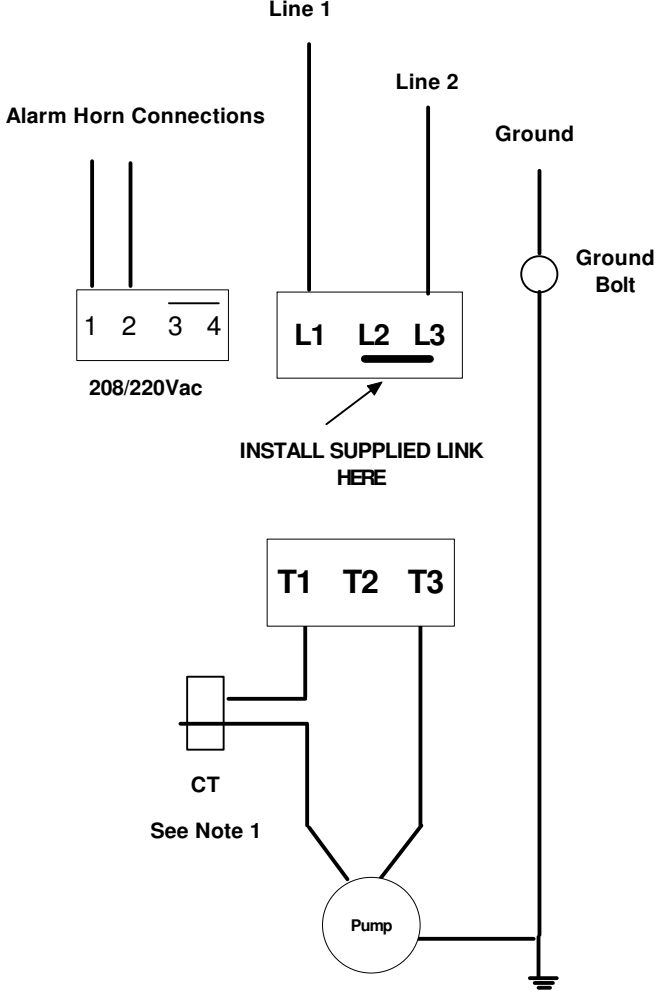 Line 1
Line 2
Alarm Horn Connections
Ground
Ground
Bolt
1 2 3 4
L1 L2 L3
208/220Vac
INSTALL SUPPLIED LINK
HERE
T1 T2 T3
CT
See Note 1
Pump